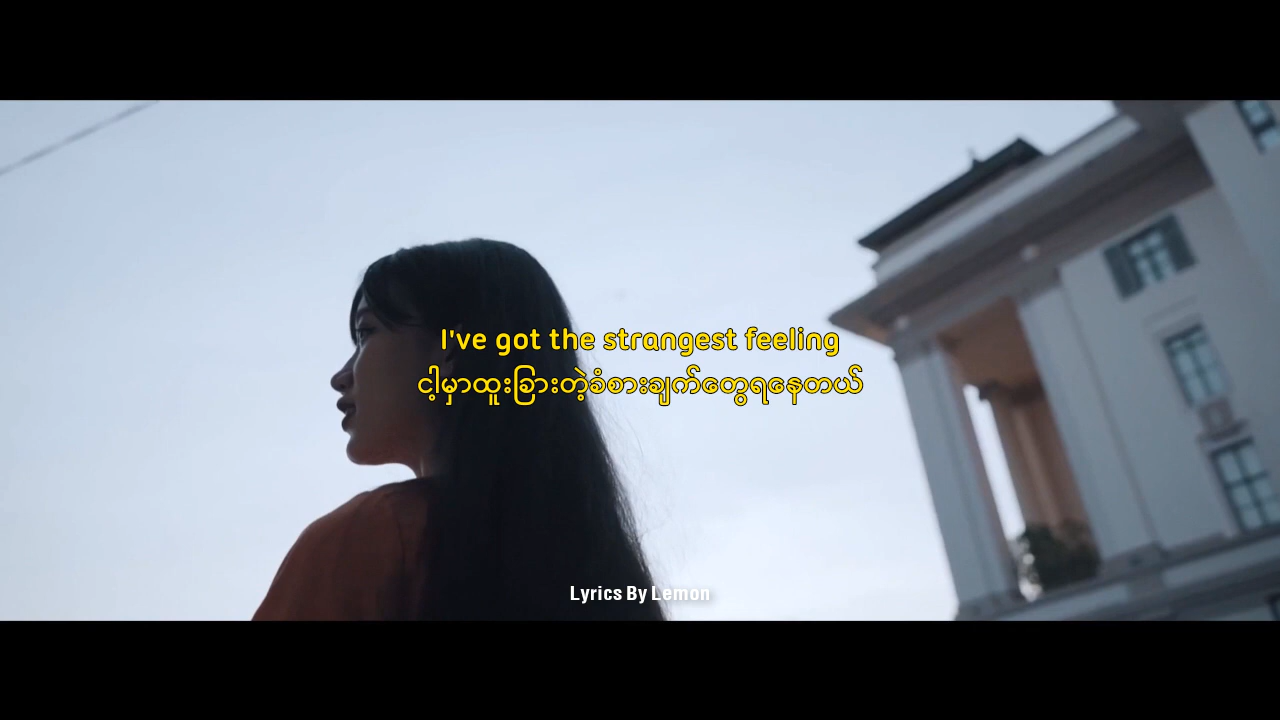 I've got the strangest feeling
ငါ့မှာထူးခြားတဲ့ခံစားချက်တွေရနေတယ်
Lyrics By Lemon